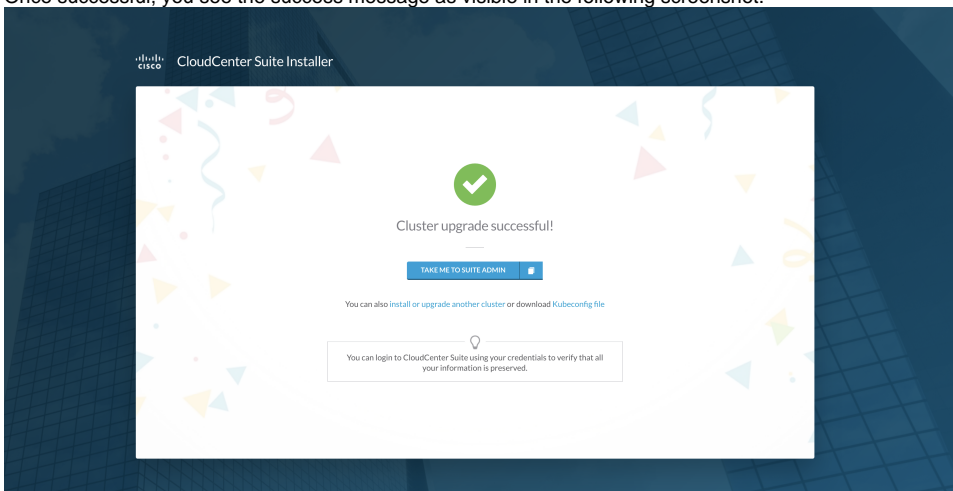 Once successful, you see the success message as visible in the following screenshot.
CISCO CloudCenter Suite Installer
Cluster upgrade successful!
TAKE ME TO SUITE ADMIN
You can also install or upgrade another cluster or download Kubeconfig file
You can login to CloudCenter Suite using your credentials to verify that all
your information is preserved.